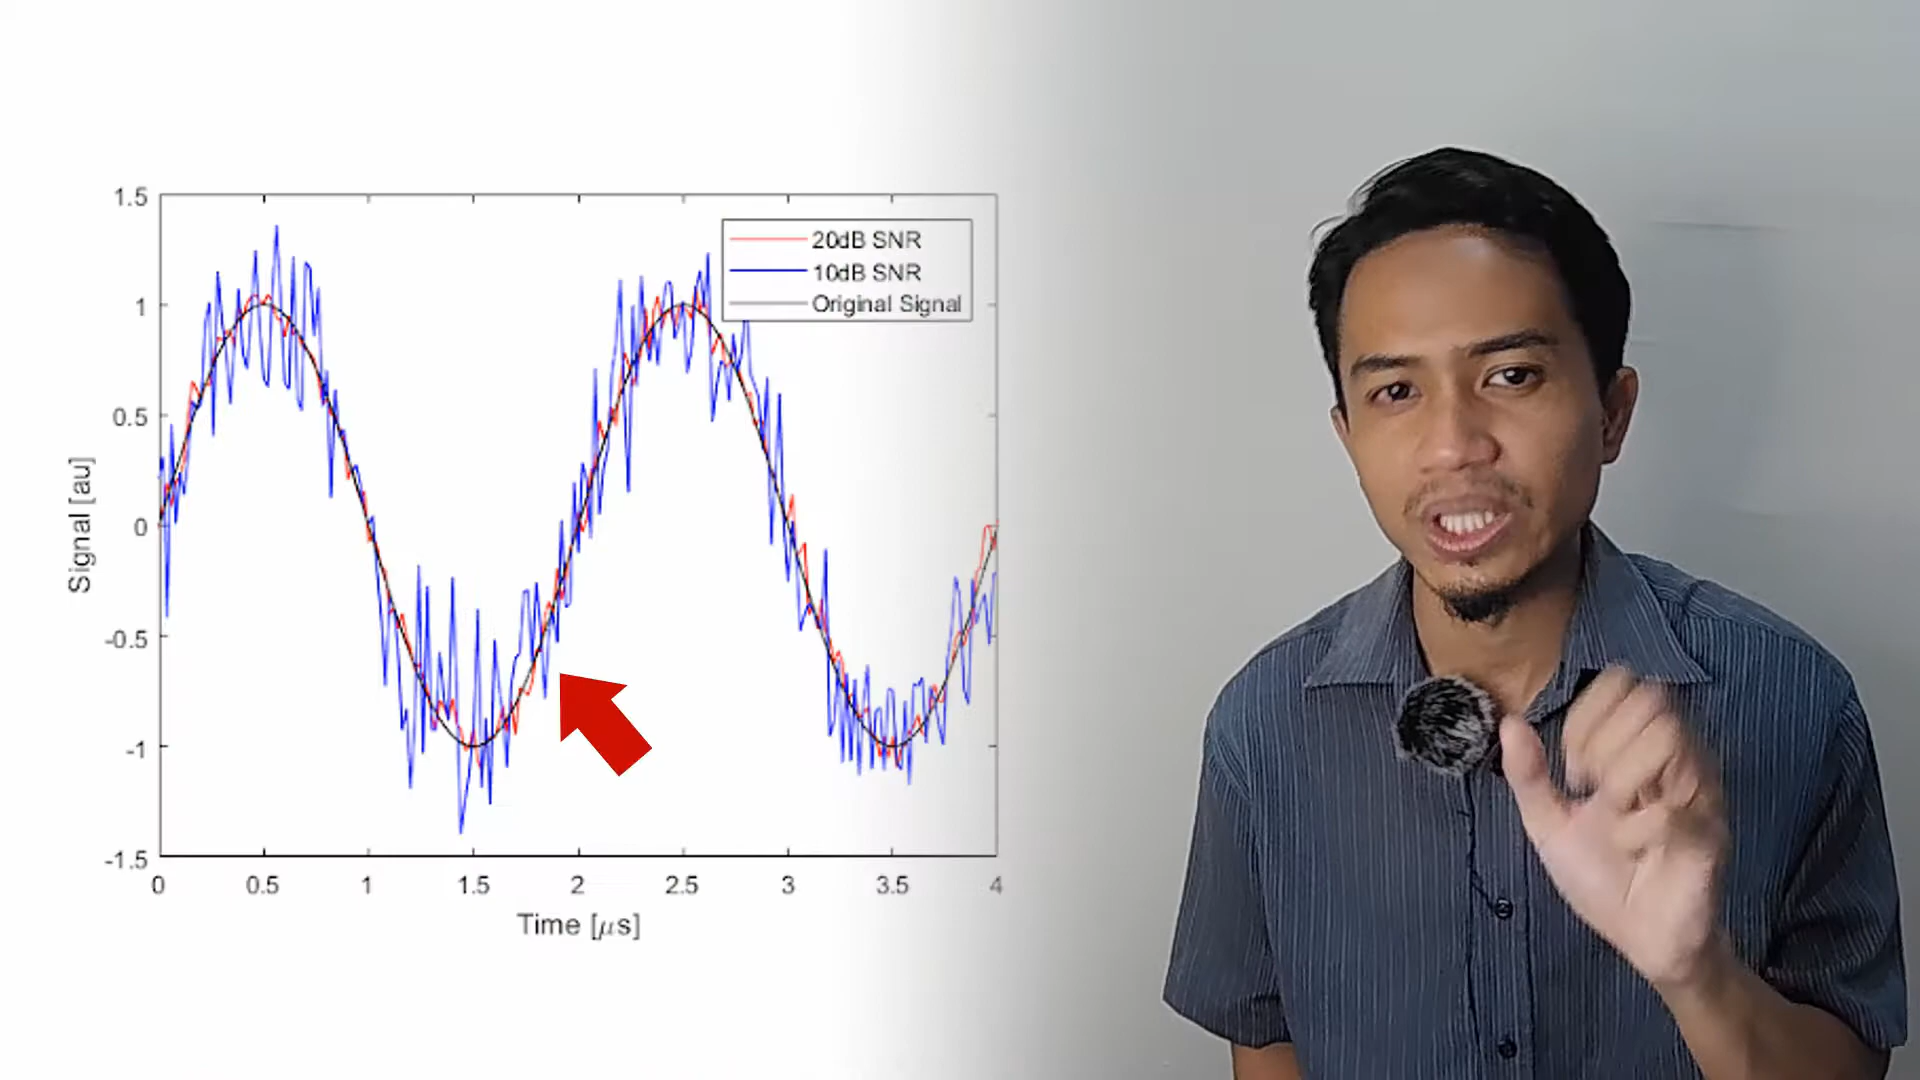 1.5
1
0.5
0
-0.5
-1
-1.5
Signal [au]
20dB SNR
10dB SNR
Original Signal
0 0.5 1 1.5 2 2.5 3 3.5 4
Time [μs]